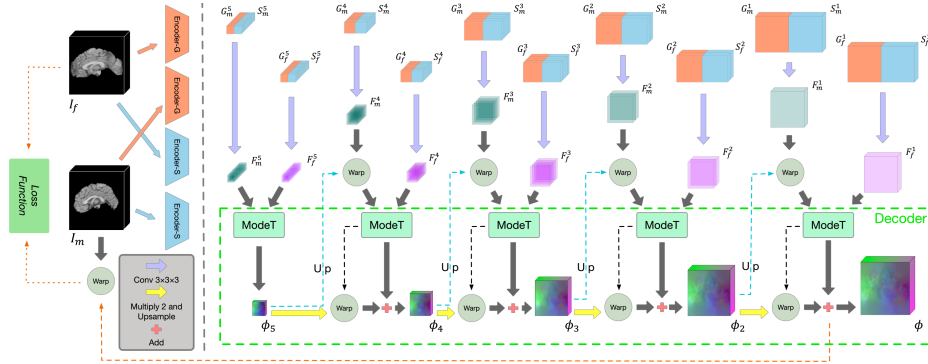 I_f
I_m
Loss
Function
Encoder-G
Encoder-G
Encoder-S
Encoder-S
Warp
Conv 3×3×3
Multiply 2 and
Upsample
Add
G_m^5 S_m^5
G_f^5 S_f^5
F_m^5 F_f^5
G_m^4 S_m^4
G_f^4 S_f^4
F_m^4
Warp
F_f^4
G_m^3 S_m^3
G_f^3 S_f^3
F_m^3
Warp
F_f^3
G_m^2 S_m^2
G_f^2 S_f^2
F_m^2
Warp
F_f^2
G_m^1 S_m^1
G_f^1 S_f^1
F_m^1
Warp
F_f^1
Decoder
ModeT
ModeT
ModeT
ModeT
ModeT
Up
Up
Up
Up
Warp
Warp
Warp
Warp
ϕ_5
ϕ_4
ϕ_3
ϕ_2
ϕ